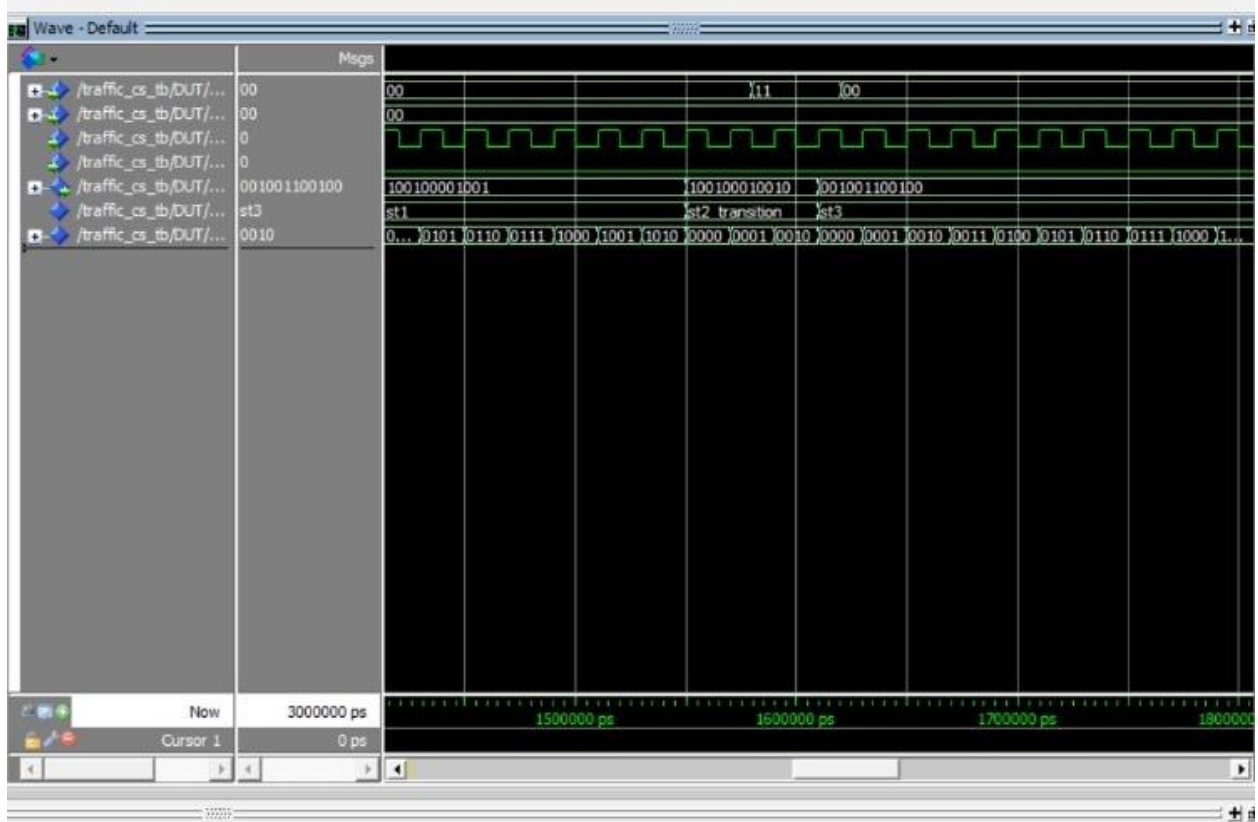 Wave - Default
Msgs
/traffic_cs_tb/DUT/... 00 00 11 00
/traffic_cs_tb/DUT/... 00 00
/traffic_cs_tb/DUT/... 0
/traffic_cs_tb/DUT/... 0
/traffic_cs_tb/DUT/... 001001100100 100100001001 100100010010 001001100100
/traffic_cs_tb/DUT/... st3 st1 st2_transition st3
/traffic_cs_tb/DUT/... 0010 0... 0101 0110 0111 1000 1001 1010 0000 0001 0010 0000 0001 0010 0011 0100 0101 0110 0111 1000 1...
Now 3000000 ps 1500000 ps 1600000 ps 1700000 ps 1800000
Cursor 1 0 ps